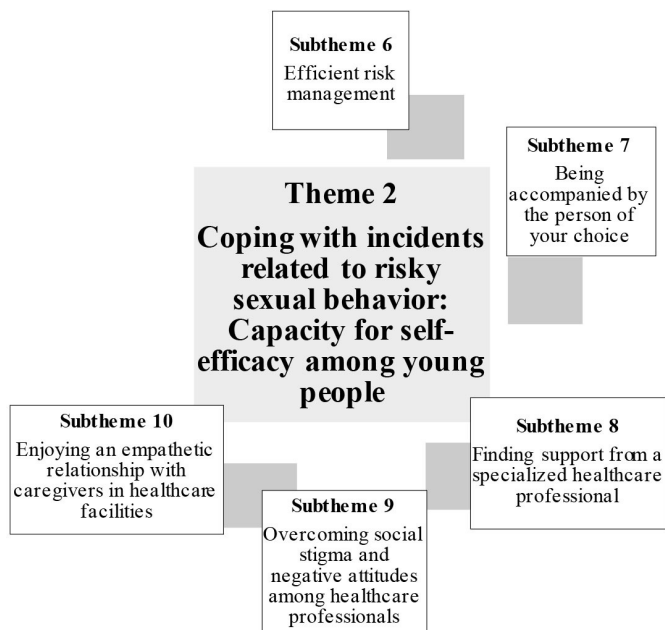 Subtheme 6
Efficient risk
management
Subtheme 7
Being
accompanied by
the person of
your choice
Theme 2
Coping with incidents
related to risky
sexual behavior:
Capacity for self-
efficacy among young
people
Subtheme 8
Finding support from a
specialized healthcare
professional
Subtheme 9
Overcoming social
stigma and
negative attitudes
among healthcare
professionals
Subtheme 10
Enjoying an empathetic
relationship with
caregivers in healthcare
facilities